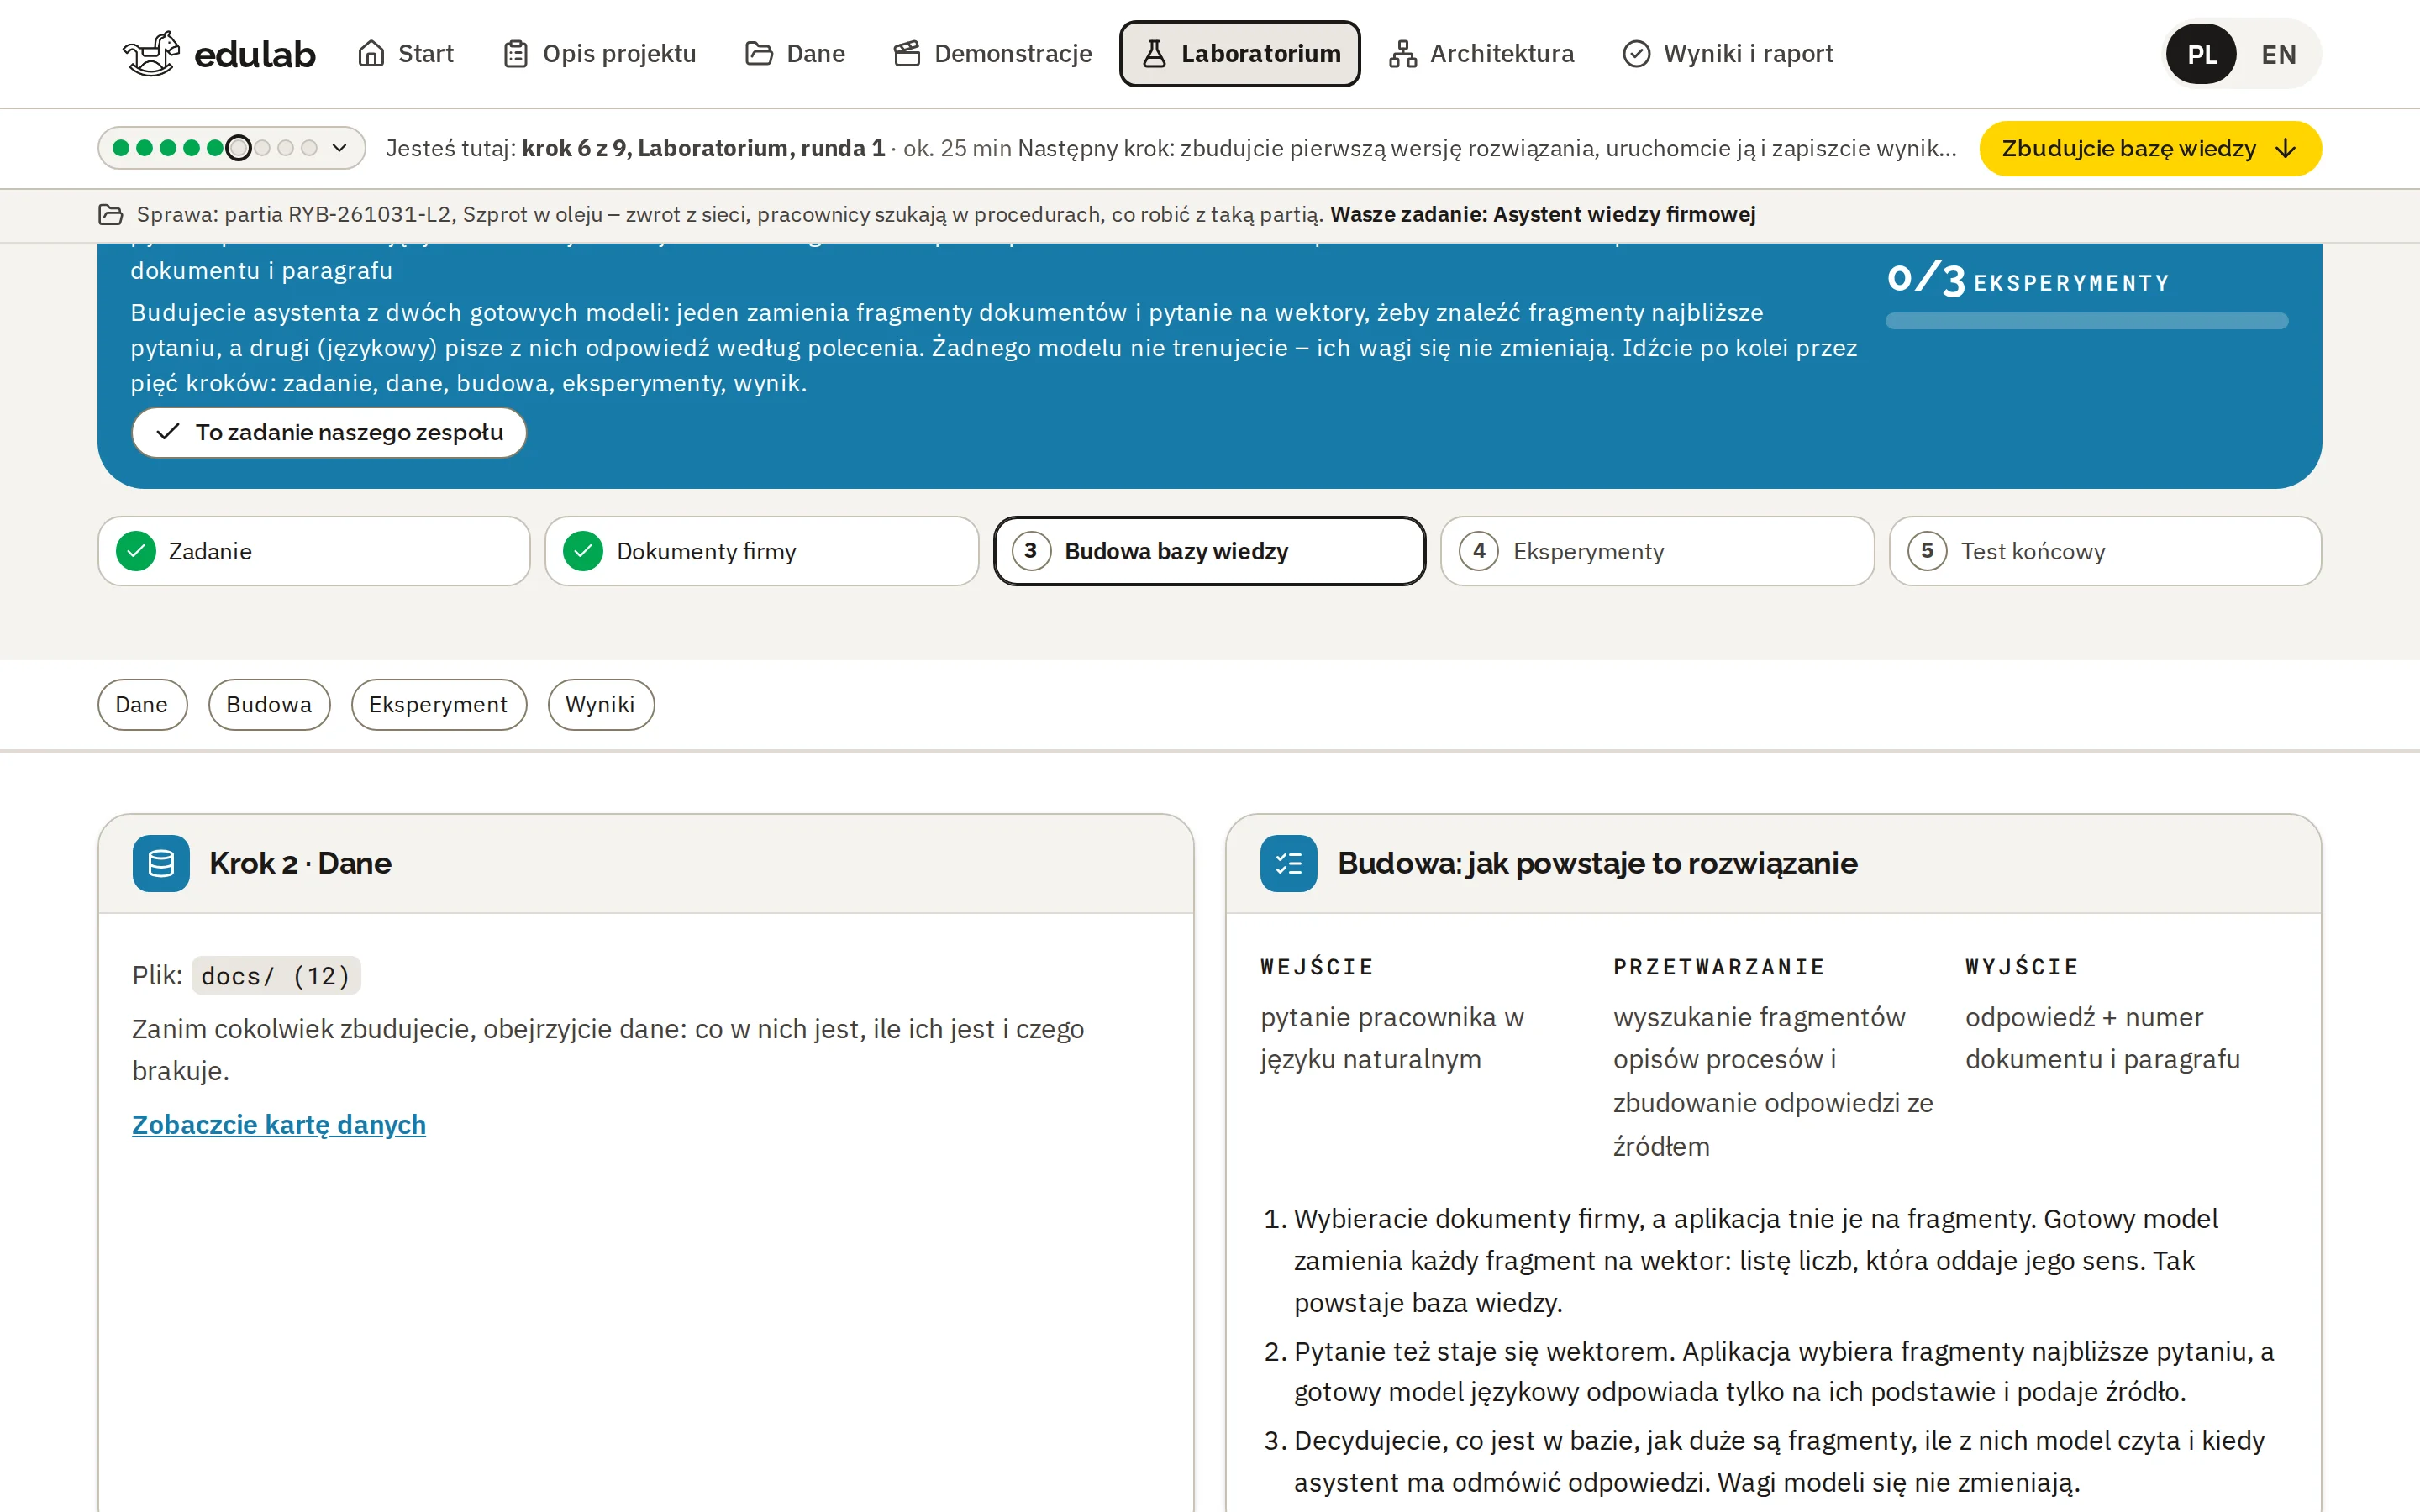 edulab
Start
Opis projektu
Dane
Demonstracje
Laboratorium
Architektura
Wyniki i raport
PL
EN
Jesteś tutaj: krok 6 z 9, Laboratorium, runda 1 · ok. 25 min Następny krok: zbudujcie pierwszą wersję rozwiązania, uruchomcie ją i zapiszcie wynik...
Zbudujcie bazę wiedzy
Sprawa: partia RYB-261031-L2, Szprot w oleju – zwrot z sieci, pracownicy szukają w procedurach, co robić z taką partią. Wasze zadanie: Asystent wiedzy firmowej
dokumentu i paragrafu
Budujecie asystenta z dwóch gotowych modeli: jeden zamienia fragmenty dokumentów i pytanie na wektory, żeby znaleźć fragmenty najbliższe
pytaniu, a drugi (językowy) pisze z nich odpowiedź według polecenia. Żadnego modelu nie trenujecie – ich wagi się nie zmieniają. Idźcie po kolei przez
pięć kroków: zadanie, dane, budowa, eksperymenty, wynik.
To zadanie naszego zespołu
0/3 EKSPERYMENTY
Zadanie
Dokumenty firmy
3 Budowa bazy wiedzy
4 Eksperymenty
5 Test końcowy
Dane
Budowa
Eksperyment
Wyniki
Krok 2 · Dane
Plik: docs/ (12)
Zanim cokolwiek zbudujecie, obejrzyjcie dane: co w nich jest, ile ich jest i czego
brakuje.
Zobaczcie kartę danych
Budowa: jak powstaje to rozwiązanie
WEJŚCIE
pytanie pracownika w
języku naturalnym
PRZETWARZANIE
wyszukanie fragmentów
opisów procesów i
zbudowanie odpowiedzi ze
źródłem
WYJŚCIE
odpowiedź + numer
dokumentu i paragrafu
1. Wybieracie dokumenty firmy, a aplikacja tnie je na fragmenty. Gotowy model
zamienia każdy fragment na wektor: listę liczb, która oddaje jego sens. Tak
powstaje baza wiedzy.
2. Pytanie też staje się wektorem. Aplikacja wybiera fragmenty najbliższe pytaniu, a
gotowy model językowy odpowiada tylko na ich podstawie i podaje źródło.
3. Decydujecie, co jest w bazie, jak duże są fragmenty, ile z nich model czyta i kiedy
asystent ma odmówić odpowiedzi. Wagi modeli się nie zmieniają.